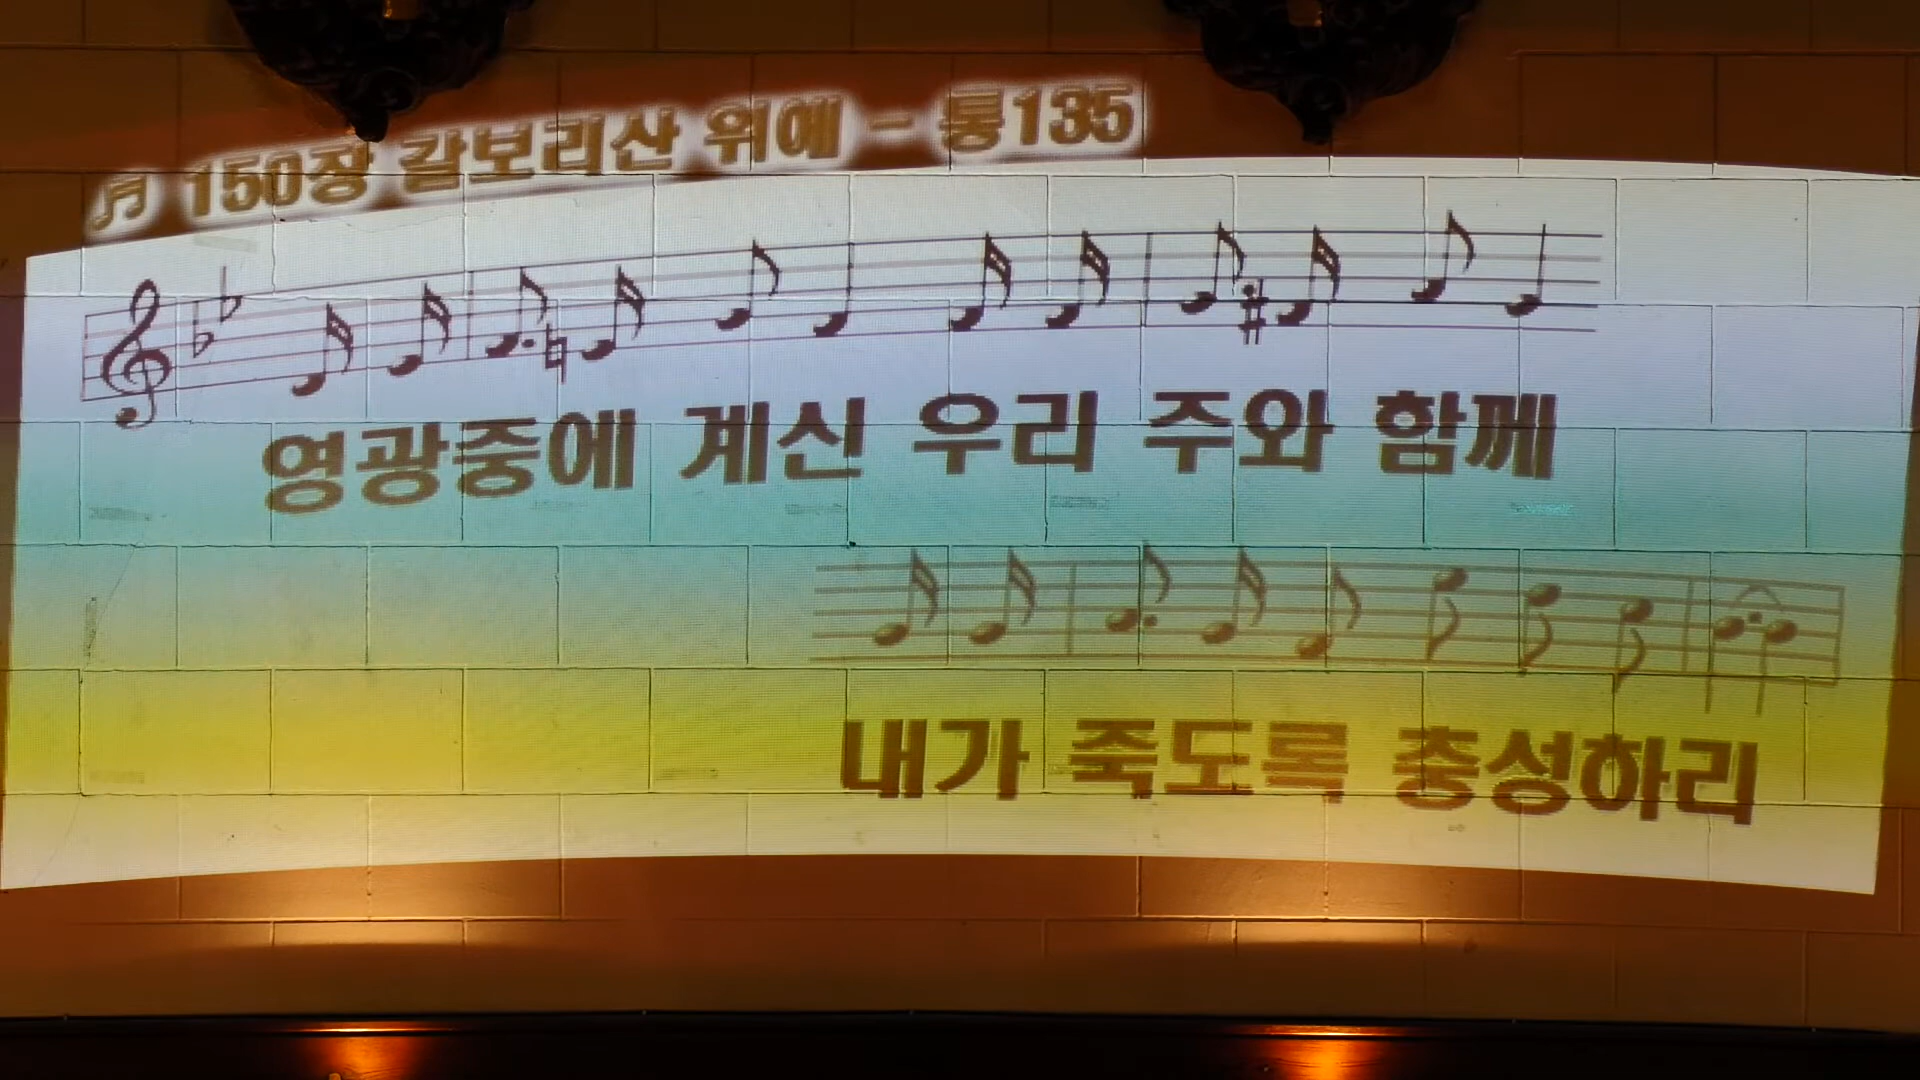 ♬ 150장 갈보리산 위에 - 통135
영광중에 계신 우리 주와 함께
내가 죽도록 충성하리